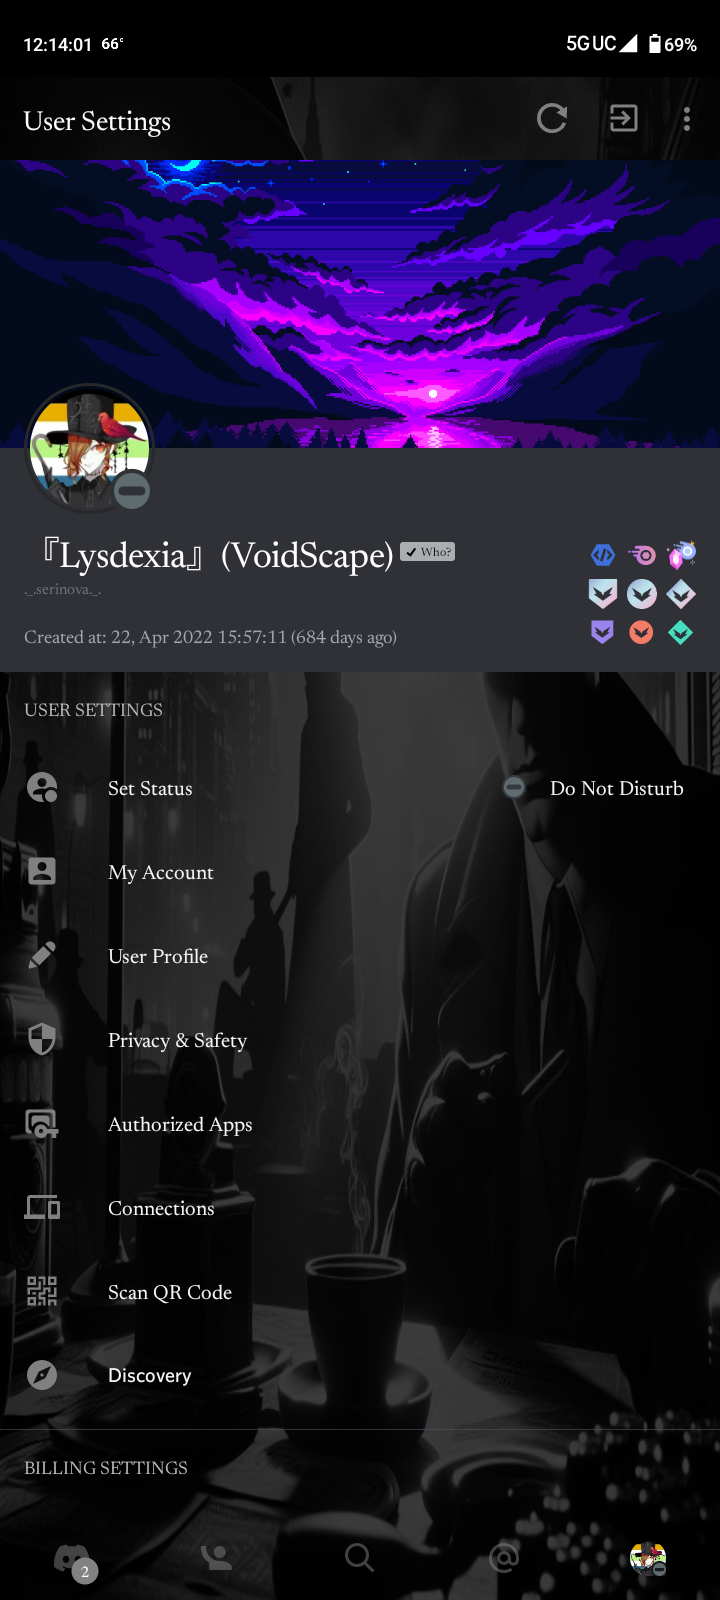 12:14:01 66°
5G UC 69%
User Settings
『Lysdexia』 (VoidScape) ✓ Who?
._.serinova._.
Created at: 22, Apr 2022 15:57:11 (684 days ago)
USER SETTINGS
Set Status
Do Not Disturb
My Account
User Profile
Privacy & Safety
Authorized Apps
Connections
Scan QR Code
Discovery
BILLING SETTINGS
2